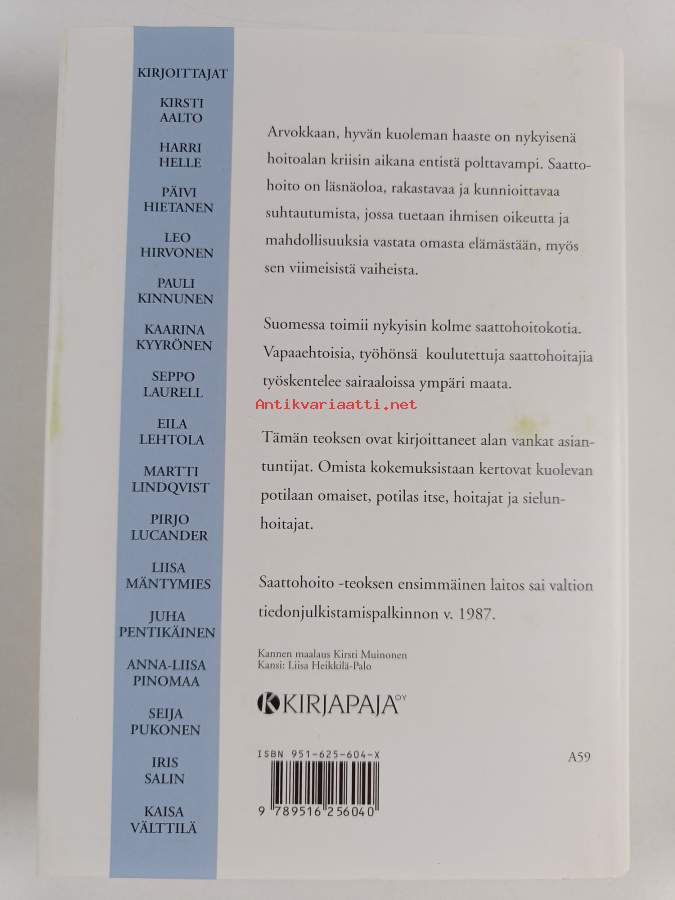 KIRJOITTAJAT
KIRSTI
AALTO
HARRI
HELLE
PÄIVI
HIETANEN
LEO
HIRVONEN
PAULI
KINNUNEN
KAARINA
KYYRÖNEN
SEPPO
LAURELL
EILA
LEHTOLA
MARTTI
LINDQVIST
PIRJO
LUCANDER
LIISA
MÄNTYMIES
JUHA
PENTIKÄINEN
ANNA-LIISA
PINOMAA
SEIJA
PUKONEN
IRIS
SALIN
KAISA
VÄLTTILÄ
Arvokkaan, hyvän kuoleman haaste on nykyisenä
hoitoalan kriisin aikana entistä polttavampi. Saatto-
hoito on läsnäoloa, rakastavaa ja kunnioittavaa
suhtautumista, jossa tuetaan ihmisen oikeutta ja
mahdollisuuksia vastata omasta elämästään, myös
sen viimeisistä vaiheista.
Suomessa toimii nykyisin kolme saattohoitokotia.
Vapaaehtoisia, työhönsä koulutettuja saattohoitajia
työskentelee sairaaloissa ympäri maata.
Antikvariaatti.net
Tämän teoksen ovat kirjoittaneet alan vankat asian-
tuntijat. Omista kokemuksistaan kertovat kuolevan
potilaan omaiset, potilas itse, hoitajat ja sielun-
hoitajat.
Saattohoito -teoksen ensimmäinen laitos sai valtion
tiedonjulkistamispalkinnon v. 1987.
Kannen maalaus Kirsti Muinonen
Kansi: Liisa Heikkilä-Palo
KIRJAPAJA OY
ISBN 951-625-604-X
A59
9 789516 256040